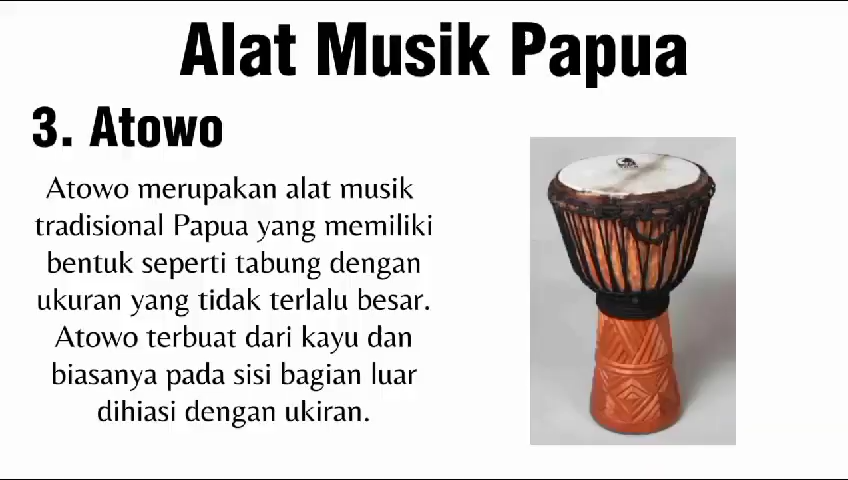 Alat Musik Papua
3. Atowo
Atowo merupakan alat musik
tradisional Papua yang memiliki
bentuk seperti tabung dengan
ukuran yang tidak terlalu besar.
Atowo terbuat dari kayu dan
biasanya pada sisi bagian luar
dihiasi dengan ukiran.